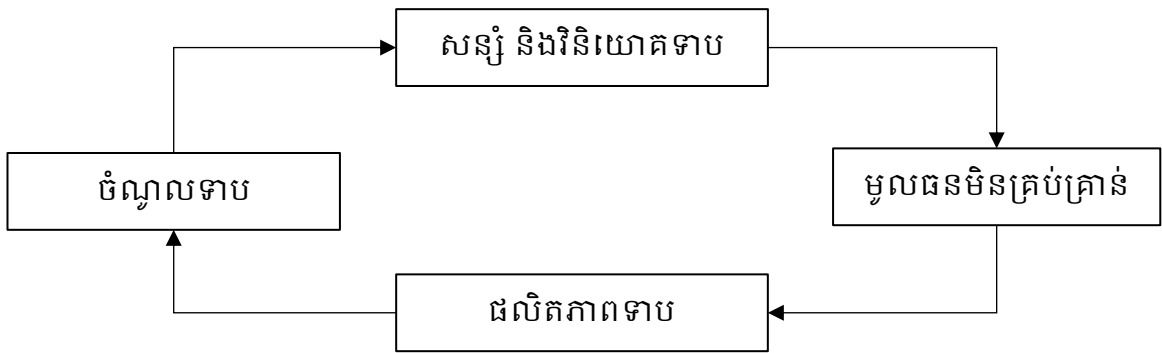 សន្សំ និងវិនិយោគទាប
ចំណូលទាប
មូលធនមិនគ្រប់គ្រាន់
ផលិតភាពទាប